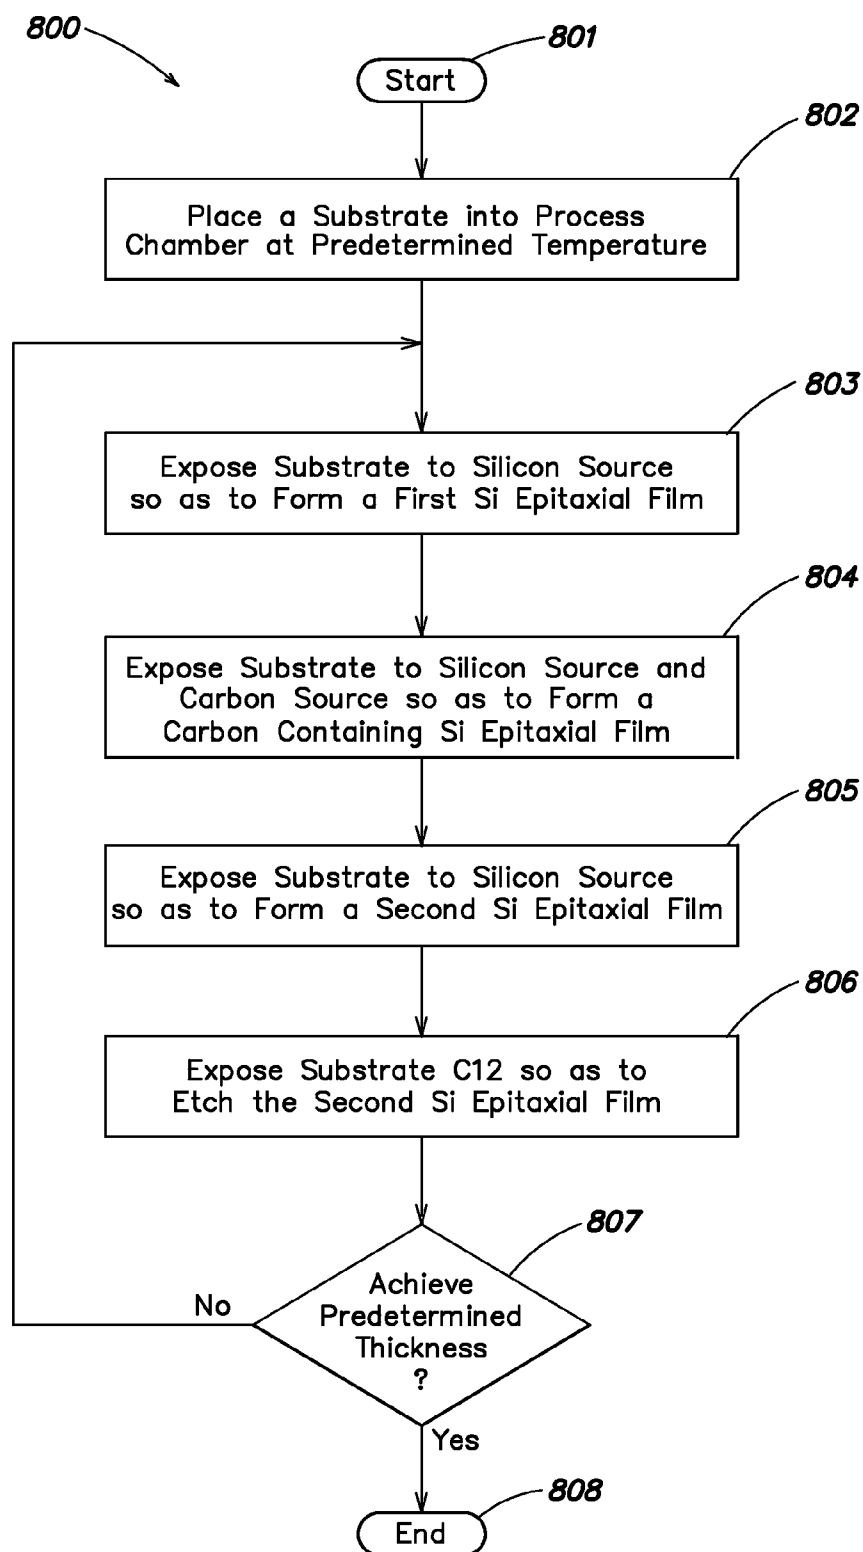 800
801
Start
802
Place a Substrate into Process
Chamber at Predetermined Temperature
803
Expose Substrate to Silicon Source
so as to Form a First Si Epitaxial Film
804
Expose Substrate to Silicon Source and
Carbon Source so as to Form a
Carbon Containing Si Epitaxial Film
805
Expose Substrate to Silicon Source
so as to Form a Second Si Epitaxial Film
806
Expose Substrate C12 so as to
Etch the Second Si Epitaxial Film
807
Achieve
Predetermined
Thickness
?
No
Yes
808
End